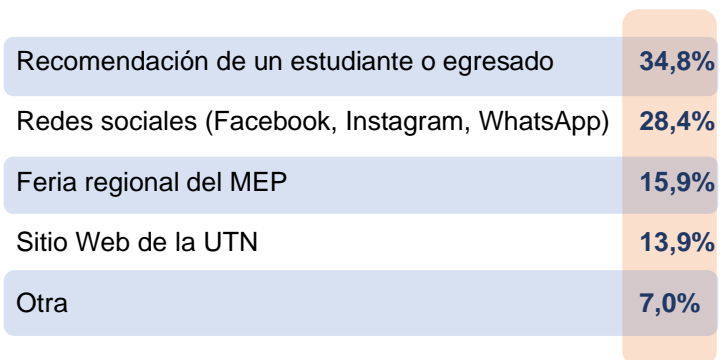 Recomendación de un estudiante o egresado 34,8%
Redes sociales (Facebook, Instagram, WhatsApp) 28,4%
Feria regional del MEP 15,9%
Sitio Web de la UTN 13,9%
Otra 7,0%